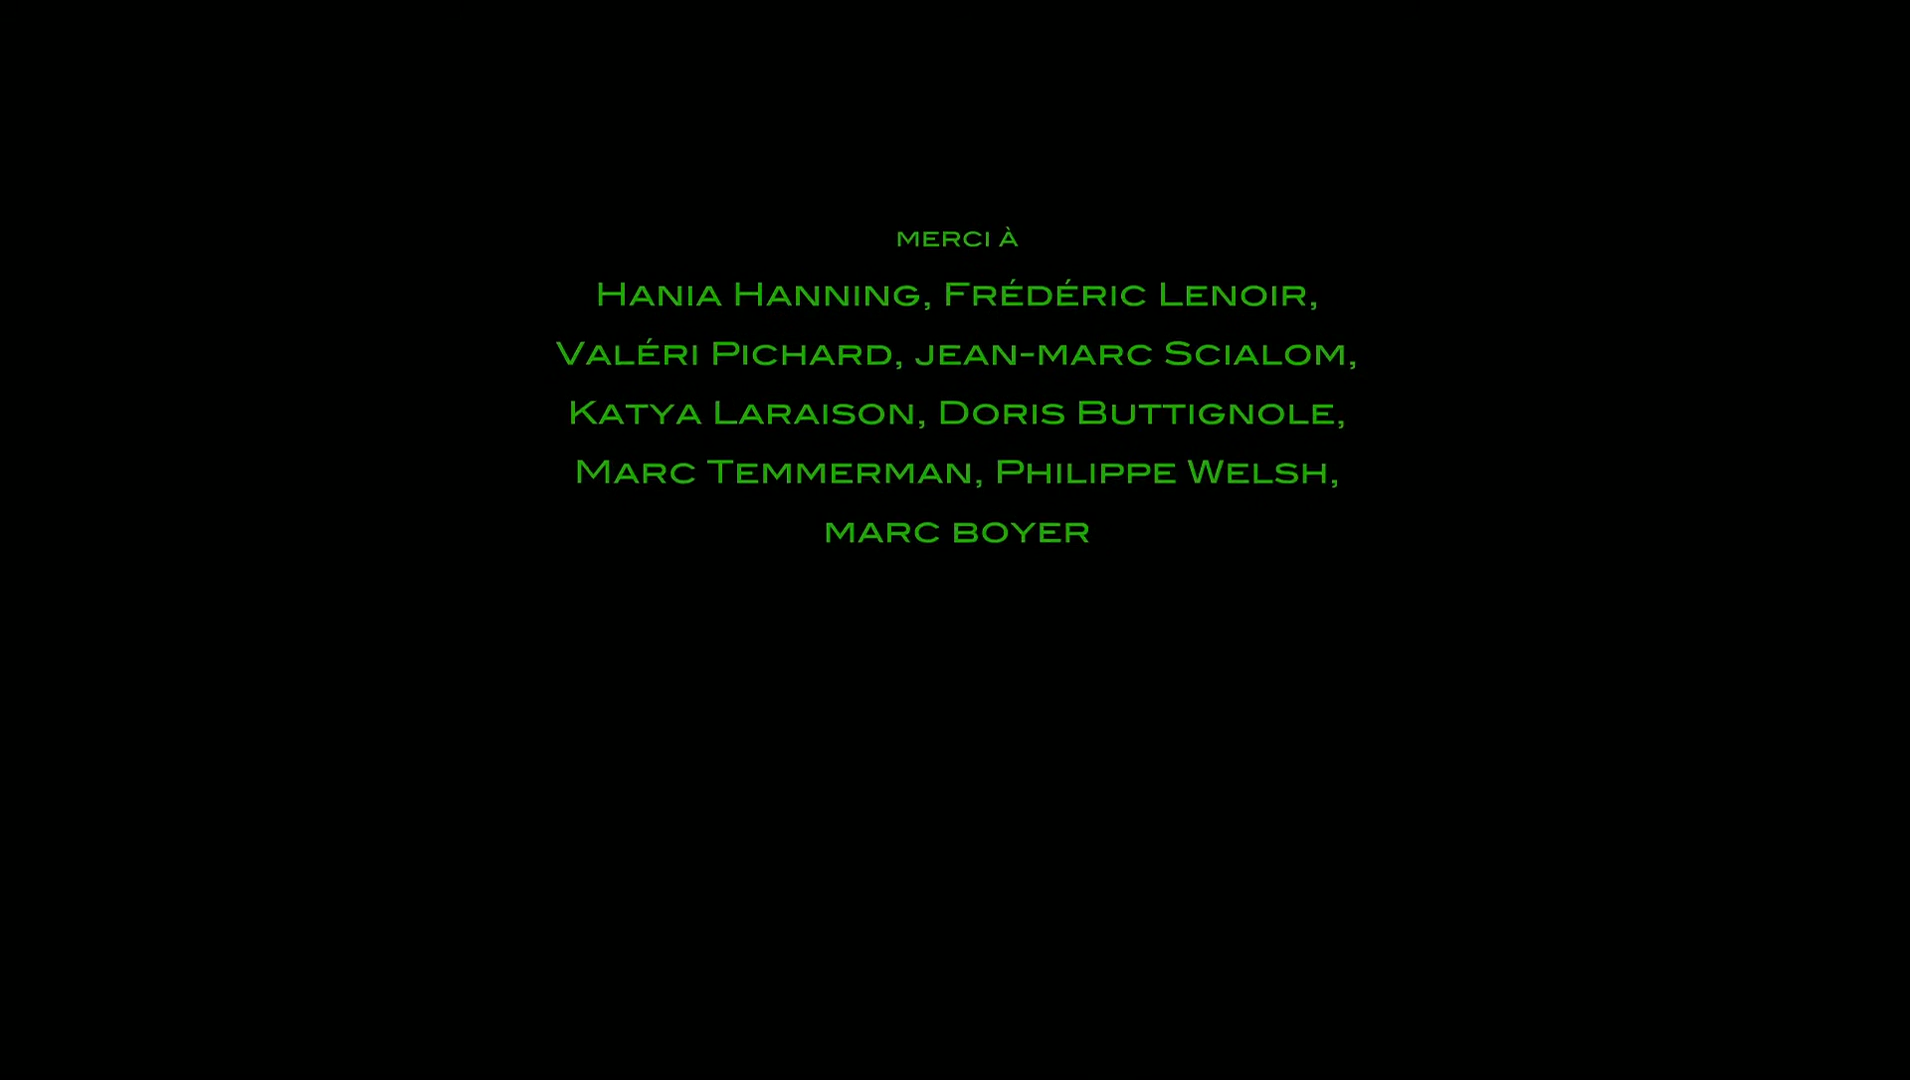 MERCI À
HANIA HANNING, FRÉDÉRIC LENOIR,
VALÉRI PICHARD, JEAN-MARC SCIALOM,
KATYA LARAISON, DORIS BUTTIGNOLE,
MARC TEMMERMAN, PHILIPPE WELSH,
MARC BOYER